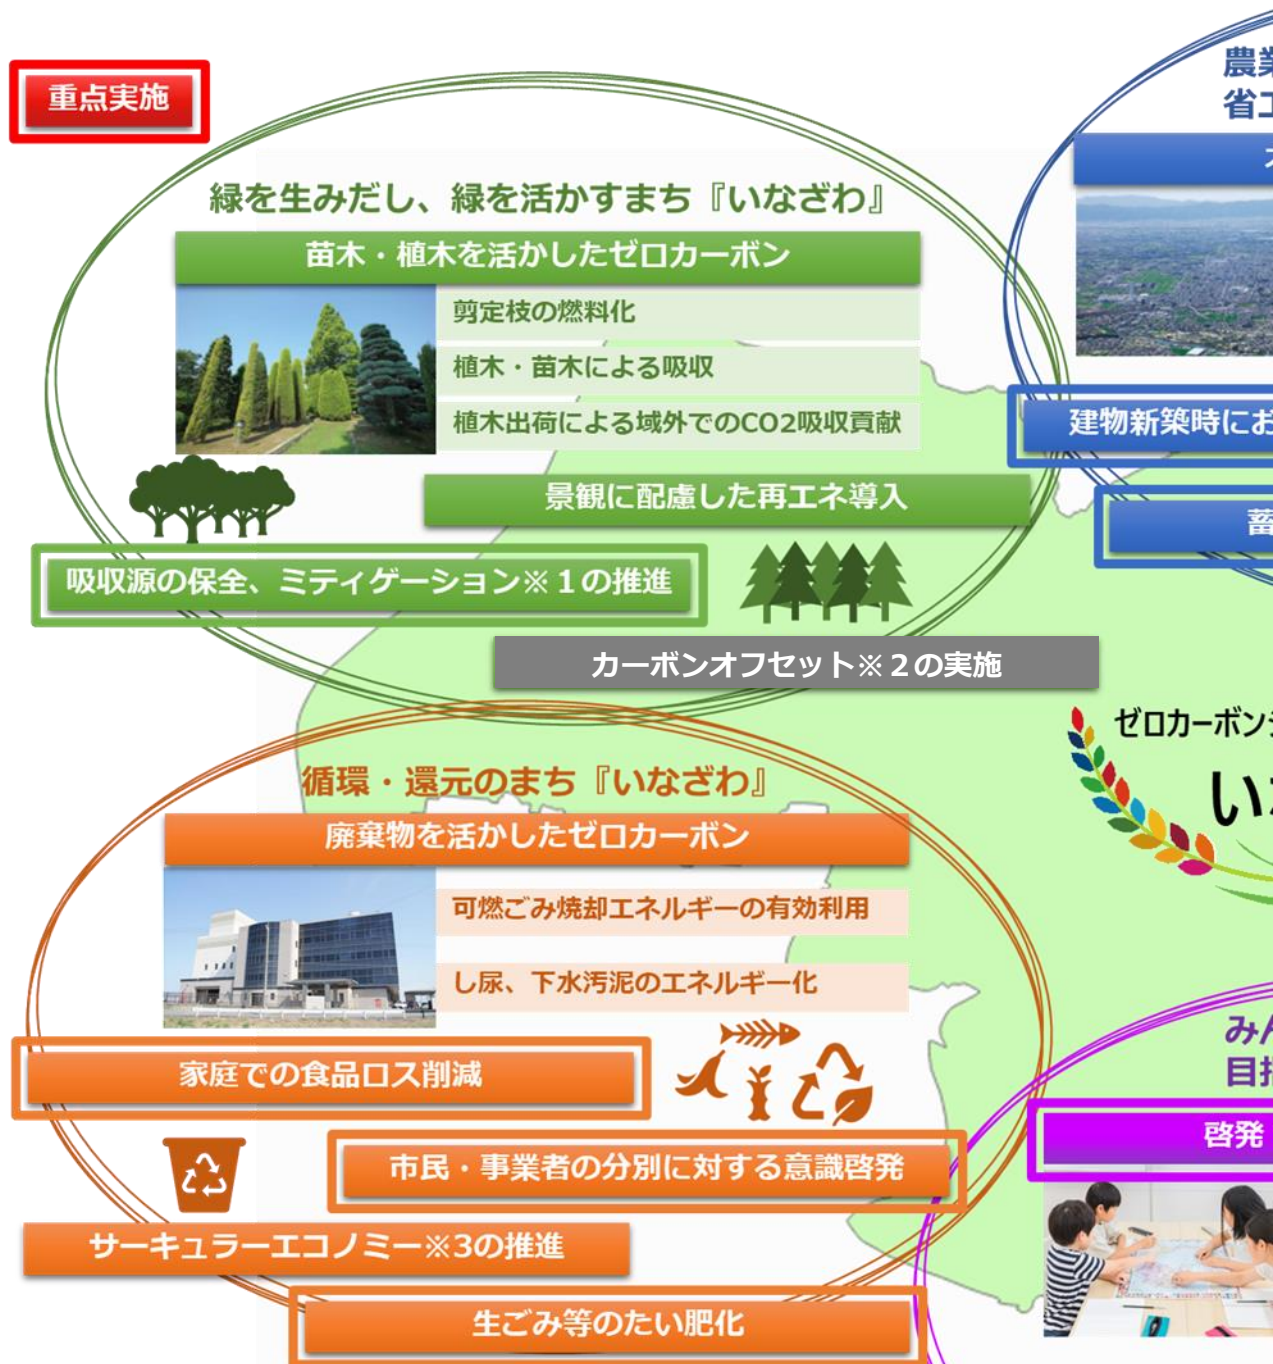 重点実施
緑を生みだし、緑を活かすまち『いなざわ』
苗木・植木を活かしたゼロカーボン
剪定枝の燃料化
植木・苗木による吸収
植木出荷による域外でのCO2吸収貢献
景観に配慮した再エネ導入
吸収源の保全、ミティゲーション※１の推進
カーボンオフセット※２の実施
農業
省エ
建物新築時にお
蓄
ゼロカーボン
いな
循環・還元のまち『いなざわ』
廃棄物を活かしたゼロカーボン
可燃ごみ焼却エネルギーの有効利用
し尿、下水汚泥のエネルギー化
家庭での食品ロス削減
市民・事業者の分別に対する意識啓発
サーキュラーエコノミー※3の推進
生ごみ等のたい肥化
みん
目指
啓発